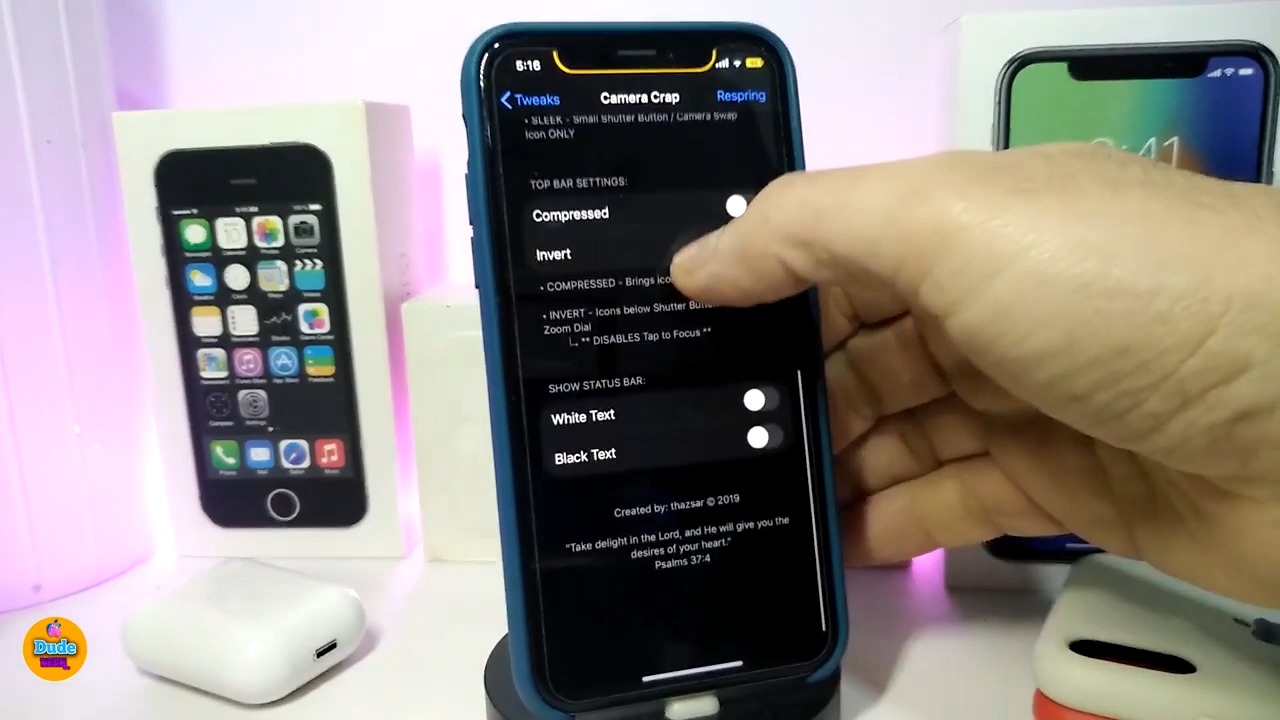 5:16
Tweaks
Camera Crap
Respring
• SLEEK - Small Shutter Button / Camera Swap
Icon ONLY
TOP BAR SETTINGS:
Compressed
Invert
• COMPRESSED - Brings
• INVERT - Icons below Shutter
Zoom Dial
** DISABLES Tap to Focus **
SHOW STATUS BAR:
White Text
Black Text
Created by: thazsar © 2019
"Take delight in the Lord, and He will give you the
desires of your heart."
Psalms 37:4
9:41
Dude
GEEK